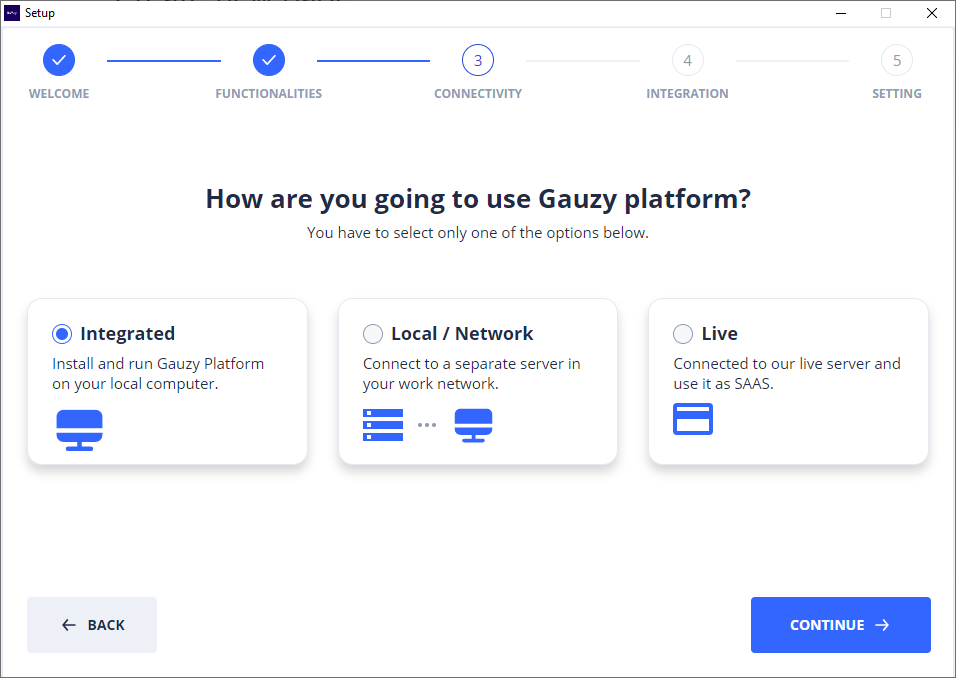 Setup
3
4
5
WELCOME
FUNCTIONALITIES
CONNECTIVITY
INTEGRATION
SETTING
How are you going to use Gauzy platform?
You have to select only one of the options below.
Integrated
Install and run Gauzy Platform
on your local computer.
Local / Network
Connect to a separate server in
your work network.
Live
Connected to our live server and
use it as SAAS.
BACK
CONTINUE